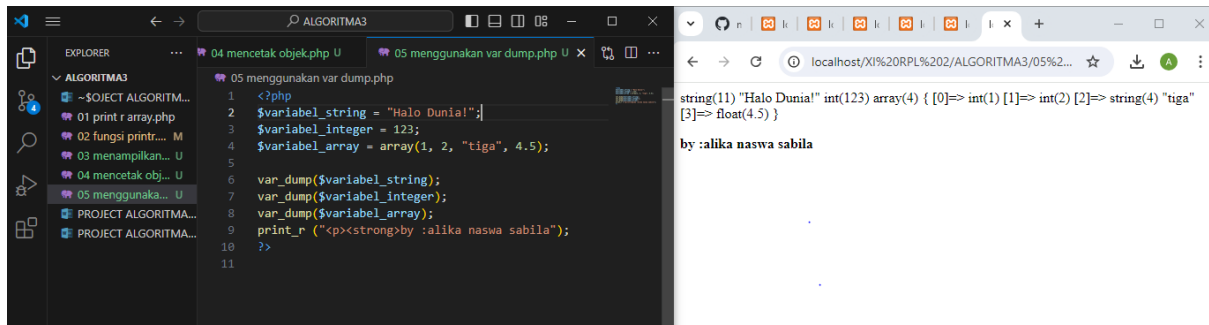 ALGORITMA3
EXPLORER
ALGORITMA3
~$OJECT ALGORITM...
01 print r array.php
02 fungsi printr.... M
03 menampilkan... U
04 mencetak obj... U
05 menggunaka... U
PROJECT ALGORITMA...
PROJECT ALGORITMA...
4
04 mencetak objek.php U
05 menggunakan var dump.php U
05 menggunakan var dump.php
1 <?php
2 $variabel_string = "Halo Dunia!";
3 $variabel_integer = 123;
4 $variabel_array = array(1, 2, "tiga", 4.5);
5
6 var_dump($variabel_string);
7 var_dump($variabel_integer);
8 var_dump($variabel_array);
9 print_r ("<p><strong>by :alika naswa sabila");
10 ?>
11
localhost/XI%20RPL%202/ALGORITMA3/05%2...
A
string(11) "Halo Dunia!" int(123) array(4) { [0]=> int(1) [1]=> int(2) [2]=> string(4) "tiga"
[3]=> float(4.5) }
by :alika naswa sabila